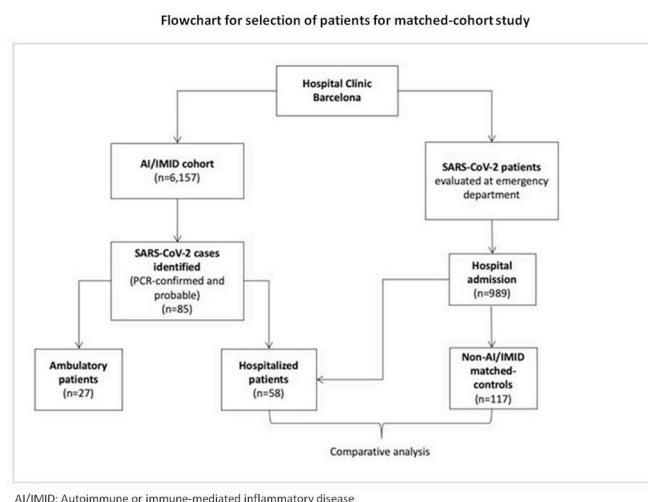 Flowchart for selection of patients for matched-cohort study
Hospital Clínic
Barcelona
AI/IMID cohort
(n=6,157)
SARS-CoV-2 patients
evaluated at emergency
department
SARS-CoV-2 cases
identified
(PCR-confirmed and
probable)
(n=85)
Hospital
admission
(n=989)
Ambulatory
patients
(n=27)
Hospitalized
patients
(n=58)
Non-AI/IMID
matched-
controls
(n=117)
Comparative analysis
AI/IMID: Autoimmune or immune-mediated inflammatory disease